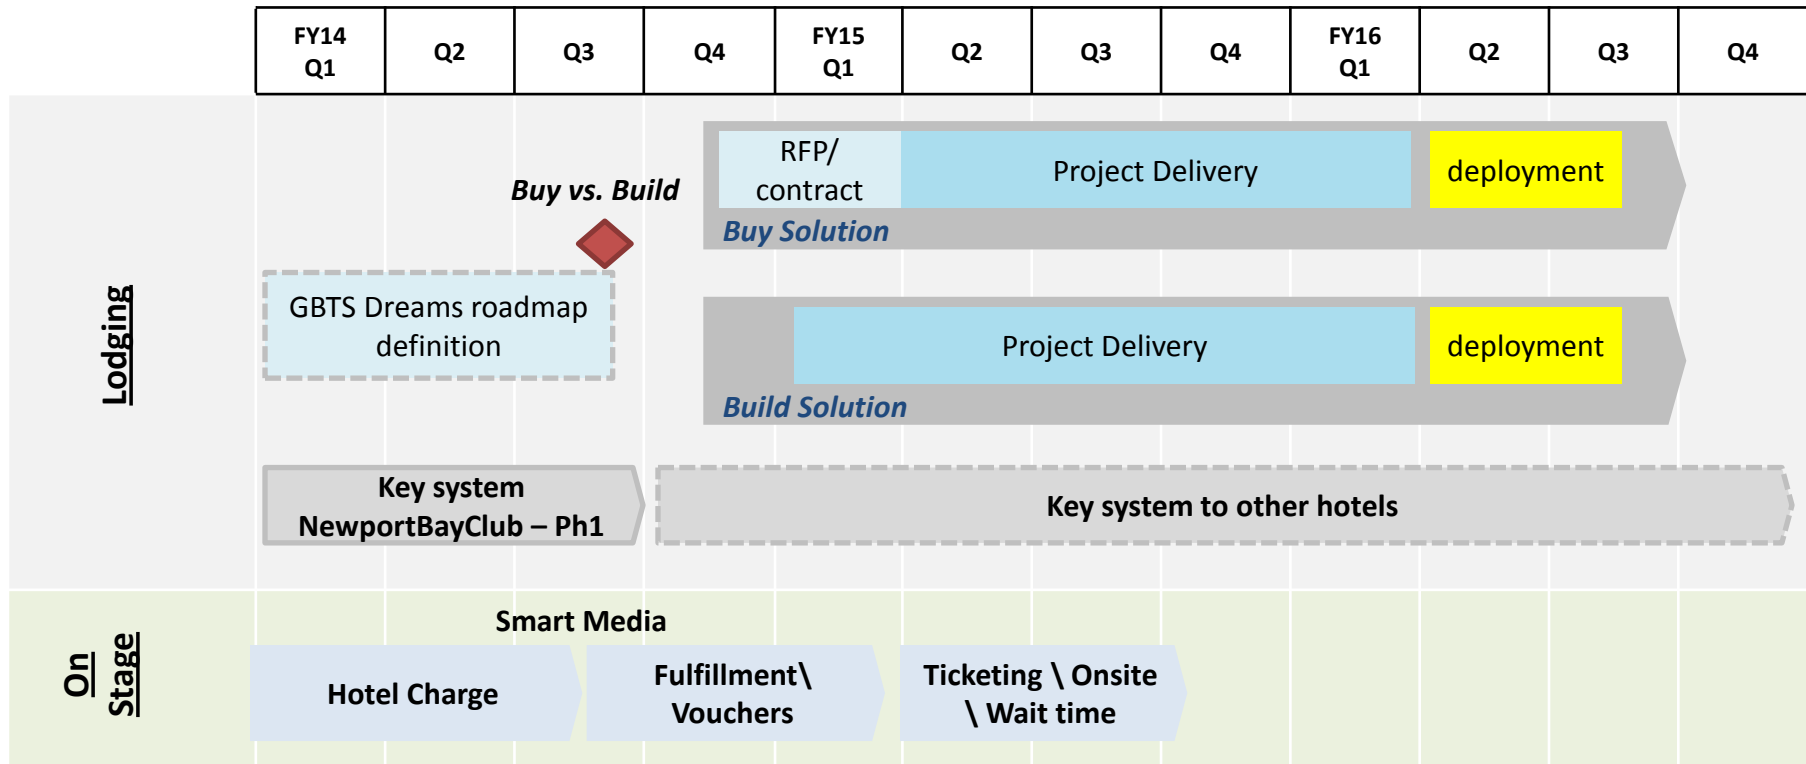 FY14
Q1
Q2
Q3
Q4
FY15
Q1
Q2
Q3
Q4
FY16
Q1
Q2
Q3
Q4
Lodging
RFP/
contract
Project Delivery
deployment
Buy Solution
Buy vs. Build
GBTS Dreams roadmap
definition
Project Delivery
deployment
Build Solution
Key system
NewportBayClub – Ph1
Key system to other hotels
On
Stage
Smart Media
Hotel Charge
Fulfillment\
Vouchers
Ticketing \ Onsite
\ Wait time